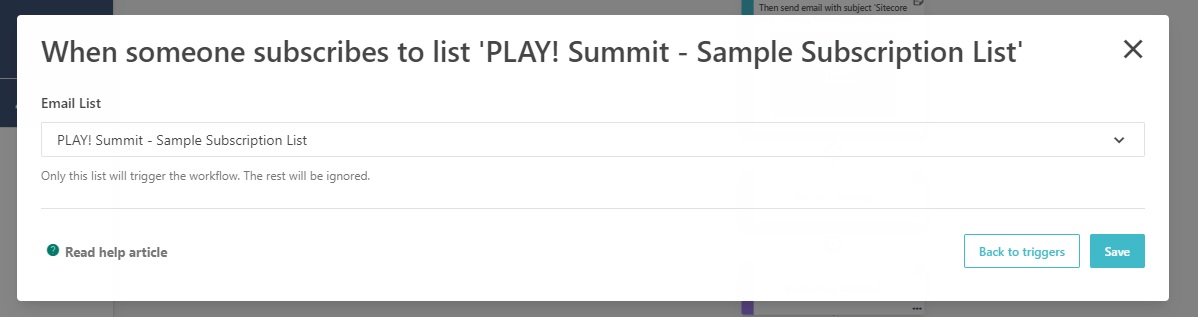 Then send email with subject 'Sitecore
When someone subscribes to list 'PLAY! Summit - Sample Subscription List'
Email List
PLAY! Summit - Sample Subscription List
Only this list will trigger the workflow. The rest will be ignored.
Read help article
Back to triggers
Save